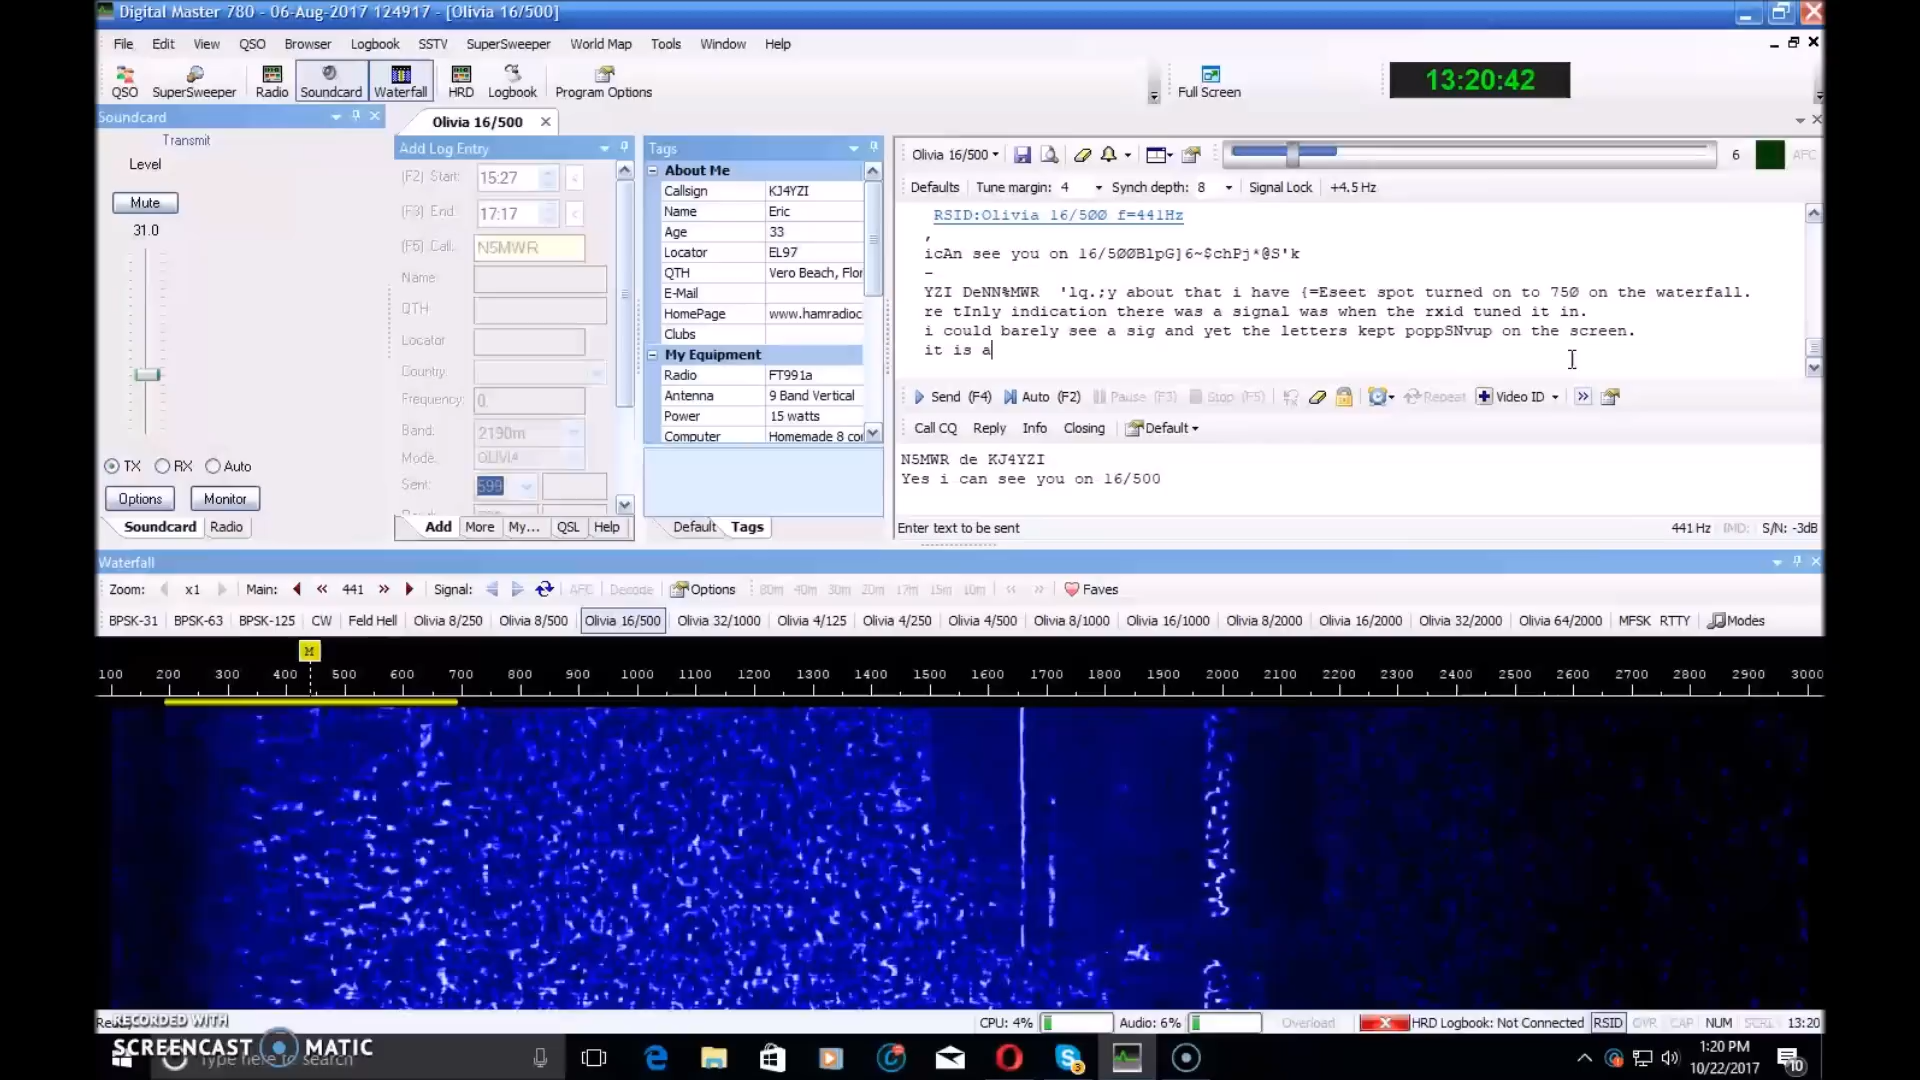 Digital Master 780 - 06-Aug-2017 124917 - [Olivia 16/500]
File Edit View QSO Browser Logbook SSTV SuperSweeper World Map Tools Window Help
QSO SuperSweeper Radio Soundcard Waterfall HRD Logbook Program Options Full Screen 13:20:42
Soundcard
Transmit
Level
Mute
31.0
TX RX Auto
Options Monitor
Soundcard Radio
Olivia 16/500
Add Log Entry
(F2) Start: 15:27
(F3) End: 17:17
(F6) Call: N5MWR
Name
QTH
Locator
Country:
Frequency: 0
Band: 2190m
Mode: OLIVIA
Sent: 599
Add More My... QSL Help
Tags
About Me
Callsign KJ4YZI
Name Eric
Age 33
Locator EL97
QTH Vero Beach, Flor
E-Mail
HomePage www.hamradioc
Clubs
My Equipment
Radio FT991a
Antenna 9 Band Vertical
Power 15 watts
Computer Homemade 8 co
Default Tags
Olivia 16/500 6 AFC
Defaults Tune margin: 4 Synch depth: 8 Signal Lock +4.5 Hz
RSID:Olivia 16/500 f=441Hz
,
icAn see you on 16/500BlpG]6~$chPj*@S'k
-
YZI DeNN%MWR 'lq.;y about that i have {=Eseet spot turned on to 750 on the waterfall.
re tInly indication there was a signal was when the rxid tuned it in.
i could barely see a sig and yet the letters kept poppSNvup on the screen.
it is a
Send (F4) Auto (F2) Pause (F3) Stop (F5) Repeat Video ID
Call CQ Reply Info Closing Default
N5MWR de KJ4YZI
Yes i can see you on 16/500
Enter text to be sent 441 Hz IMD: S/N: -3dB
Waterfall
Zoom: x1 Main: 441 Signal: AFC Decode Options 80m 40m 30m 20m 17m 15m 10m Faves
BPSK-31 BPSK-63 BPSK-125 CW Feld Hell Olivia 8/250 Olivia 8/500 Olivia 16/500 Olivia 32/1000 Olivia 4/125 Olivia 4/250 Olivia 4/500 Olivia 8/1000 Olivia 16/1000 Olivia 8/2000 Olivia 16/2000 Olivia 32/2000 Olivia 64/2000 MFSK RTTY Modes
M
100 200 300 400 500 600 700 800 900 1000 1100 1200 1300 1400 1500 1600 1700 1800 1900 2000 2100 2200 2300 2400 2500 2600 2700 2800 2900 3000
CPU: 4% Audio: 6% Overload HRD Logbook: Not Connected RSID OVR CAP NUM SCRL 13:20
RECORDED WITH
SCREENCAST MATIC
Type here to search
3
1:20 PM
10/22/2017
10